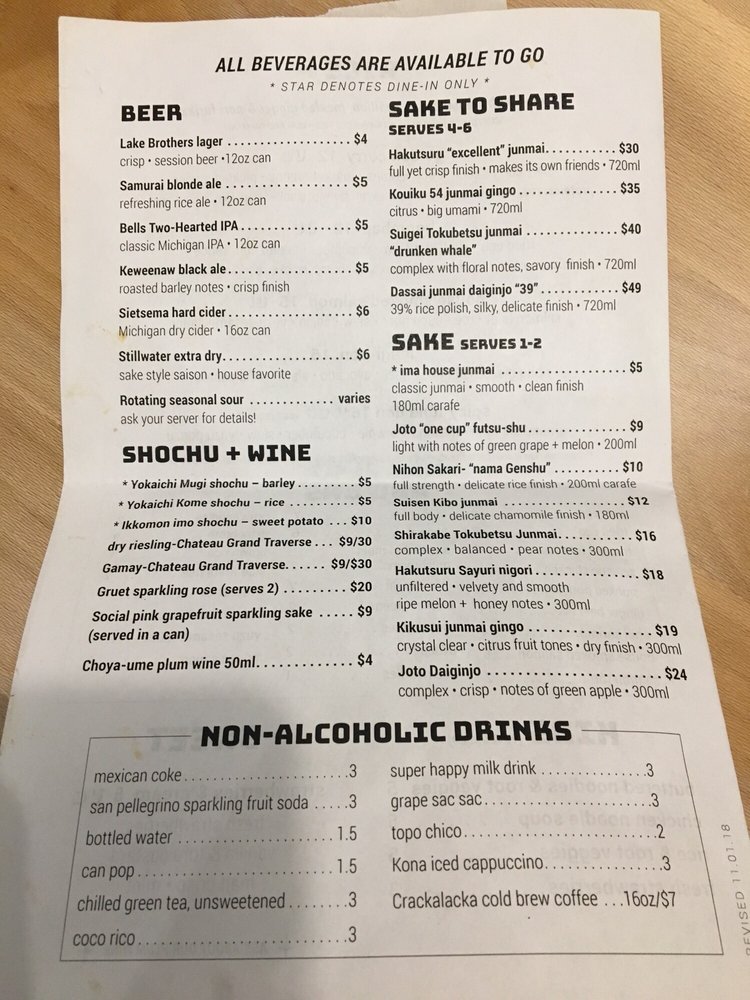 ALL BEVERAGES ARE AVAILABLE TO GO
* STAR DENOTES DINE-IN ONLY *
BEER
Lake Brothers lager .................... $4
crisp • session beer •12oz can
Samurai blonde ale .................... $5
refreshing rice ale • 12oz can
Bells Two-Hearted IPA.................. $5
classic Michigan IPA • 12oz can
Keweenaw black ale.................... $5
roasted barley notes • crisp finish
Sietsema hard cider.................... $6
Michigan dry cider • 16oz can
Stillwater extra dry..................... $6
sake style saison • house favorite
Rotating seasonal sour ............. varies
ask your server for details!
SHOCHU + WINE
* Yokaichi Mugi shochu – barley.......... $5
* Yokaichi Kome shochu – rice .......... $5
* Ikkomon imo shochu – sweet potato ... $10
dry riesling-Chateau Grand Traverse ... $9/30
Gamay-Chateau Grand Traverse...... $9/$30
Gruet sparkling rose (serves 2) ......... $20
Social pink grapefruit sparkling sake ..... $9
(served in a can)
Choya-ume plum wine 50ml............. $4
SAKE TO SHARE
SERVES 4-6
Hakutsuru “excellent” junmai.......... $30
full yet crisp finish • makes its own friends • 720ml
Kouiku 54 junmai gingo ............... $35
citrus • big umami • 720ml
Suigei Tokubetsu junmai .............. $40
“drunken whale”
complex with floral notes, savory finish • 720ml
Dassai junmai daiginjo “39” ............ $49
39% rice polish, silky, delicate finish • 720ml
SAKE SERVES 1-2
* ima house junmai .................... $5
classic junmai • smooth • clean finish
180ml carafe
Joto “one cup” futsu-shu ............... $9
light with notes of green grape + melon • 200ml
Nihon Sakari- “nama Genshu” .......... $10
full strength • delicate rice finish • 200ml carafe
Suisen Kibo junmai .................. $12
full body • delicate chamomile finish • 180ml
Shirakabe Tokubetsu Junmai............ $16
complex • balanced • pear notes • 300ml
Hakutsuru Sayuri nigori ............... $18
unfiltered • velvety and smooth
ripe melon + honey notes • 300ml
Kikusui junmai gingo .................. $19
crystal clear • citrus fruit tones • dry finish • 300ml
Joto Daiginjo ......................... $24
complex • crisp • notes of green apple • 300ml
NON-ALCOHOLIC DRINKS
mexican coke.......................3
san pellegrino sparkling fruit soda .....3
bottled water .......................1.5
can pop............................1.5
chilled green tea, unsweetened ........3
coco rico............................3
super happy milk drink ...............3
grape sac sac........................3
topo chico...........................2
Kona iced cappuccino................3
Crackalacka cold brew coffee ...16oz/$7
REVISED 11.01.18